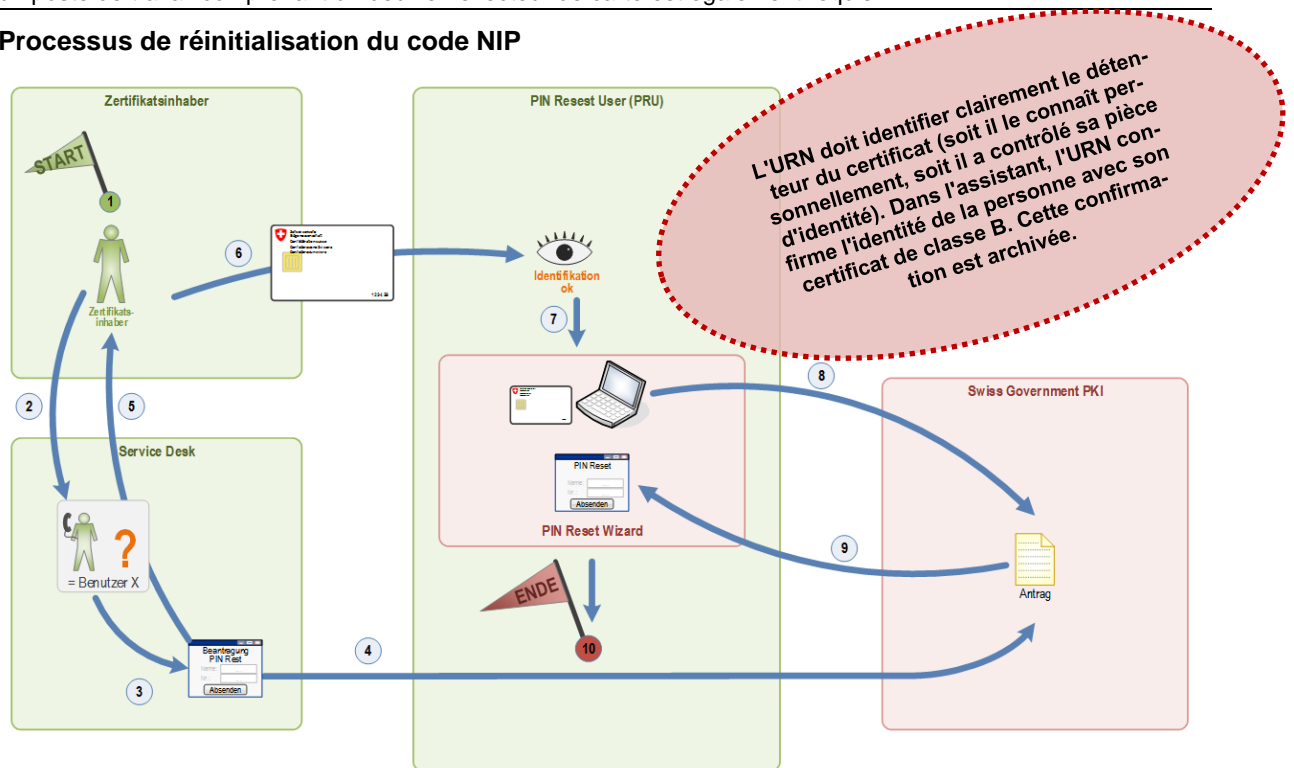 Processus de réinitialisation du code NIP
Zertifikatsinhaber
START
1
Zertifikats-
inhaber
2
5
6
1234
PIN Resest User (PRU)
Identifikation
ok
7
L'URN doit identifier clairement le déten-
teur du certificat (soit il le connaît per-
sonnellement, soit il a contrôlé sa pièce
d'identité). Dans l'assistant, l'URN con-
firme l'identité de la personne avec son
certificat de classe B. Cette confirma-
tion est archivée.
PIN Reset
Name:
Nr.:
Absenden
PIN Reset Wizard
8
9
ENDE
10
Swiss Government PKI
Antrag
Service Desk
?
= Benutzer X
3
Beantragung
PIN Rest
Name:
Nr.:
Absenden
4